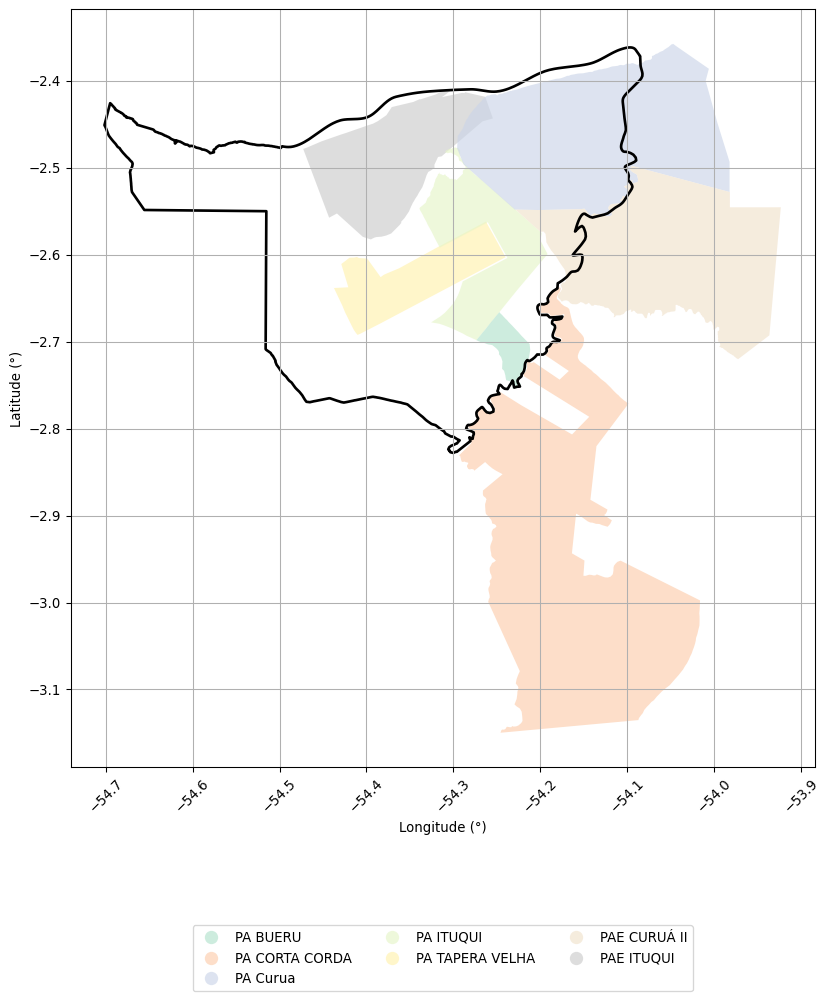 −2.4
−2.5
−2.6
−2.7
−2.8
−2.9
−3.0
−3.1
Latitude (°)
−54.7
−54.6
−54.5
−54.4
−54.3
−54.2
−54.1
−54.0
−53.9
Longitude (°)
PA BUERU
PA CORTA CORDA
PA Curua
PA ITUQUI
PA TAPERA VELHA
PAE CURUÁ II
PAE ITUQUI